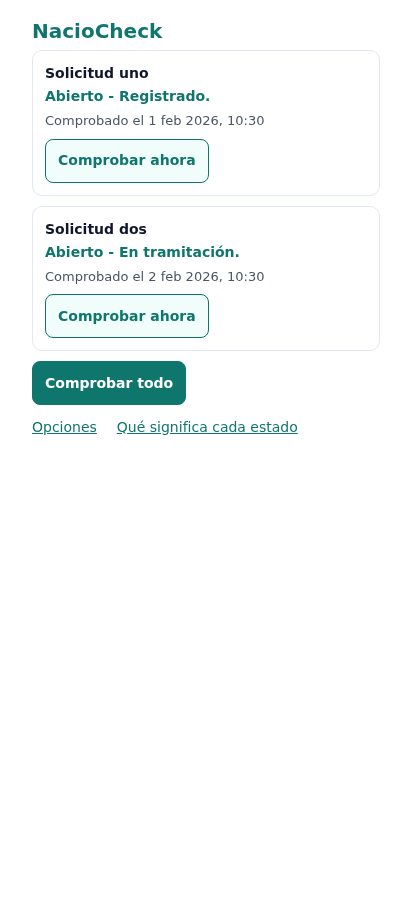 NacioCheck
Solicitud uno
Abierto - Registrado.
Comprobado el 1 feb 2026, 10:30
Comprobar ahora
Solicitud dos
Abierto - En tramitación.
Comprobado el 2 feb 2026, 10:30
Comprobar ahora
Comprobar todo
Opciones Qué significa cada estado